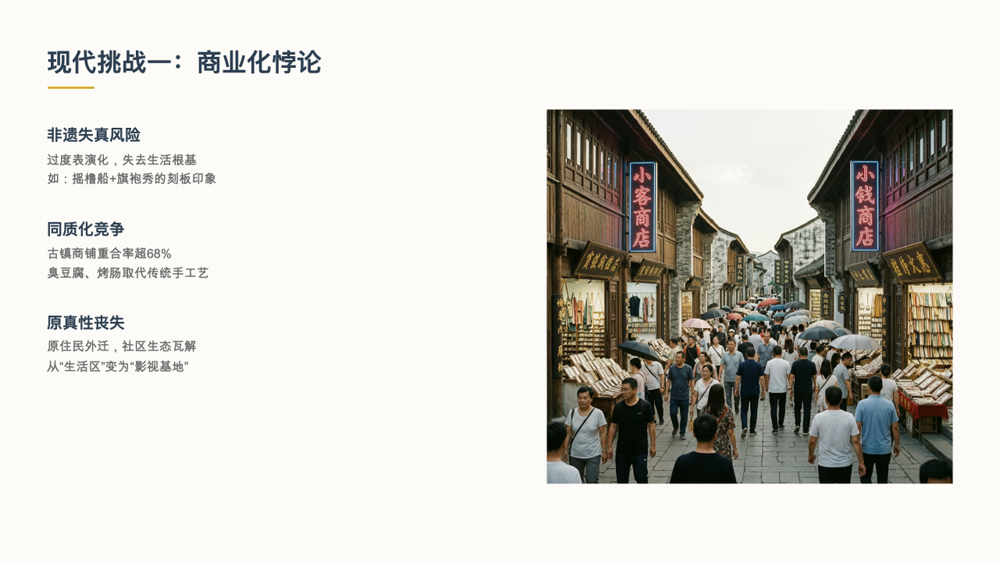 现代挑战一：商业化悖论
非遗失真风险
过度表演化，失去生活根基
如：摇橹船+旗袍秀的刻板印象
同质化竞争
古镇商铺重合率超68%
臭豆腐、烤肠取代传统手工艺
原真性丧失
原住民外迁，社区生态瓦解
从“生活区”变为“影视基地”
小客商店
小钱商店